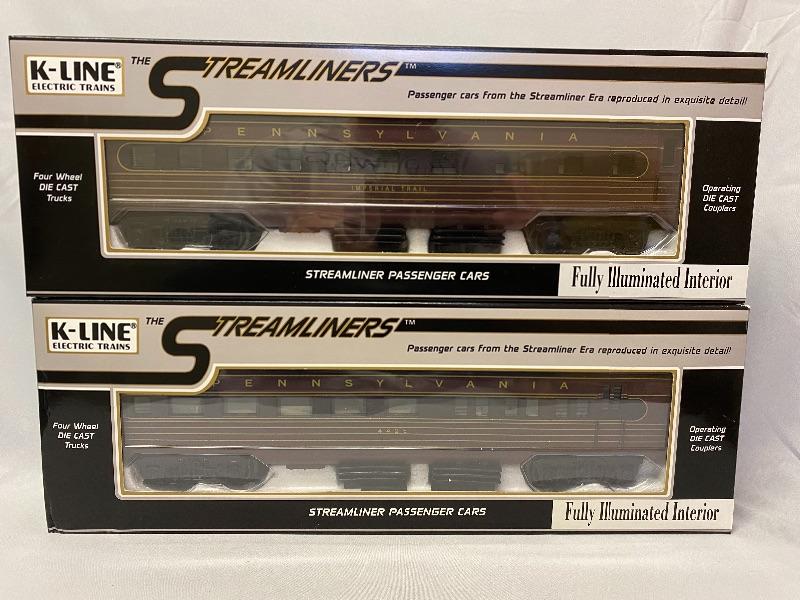 K-LINE®
ELECTRIC TRAINS
THE STREAMLINERS™
Passenger cars from the Streamliner Era reproduced in exquisite detail!
PENNSYLVANIA
IMPERIAL TRAIL
Four Wheel
DIE CAST
Trucks
Operating
DIE CAST
Couplers
STREAMLINER PASSENGER CARS
Fully Illuminated Interior
K-LINE®
ELECTRIC TRAINS
THE STREAMLINERS™
Passenger cars from the Streamliner Era reproduced in exquisite detail!
PENNSYLVANIA
Four Wheel
DIE CAST
Trucks
Operating
DIE CAST
Couplers
STREAMLINER PASSENGER CARS
Fully Illuminated Interior